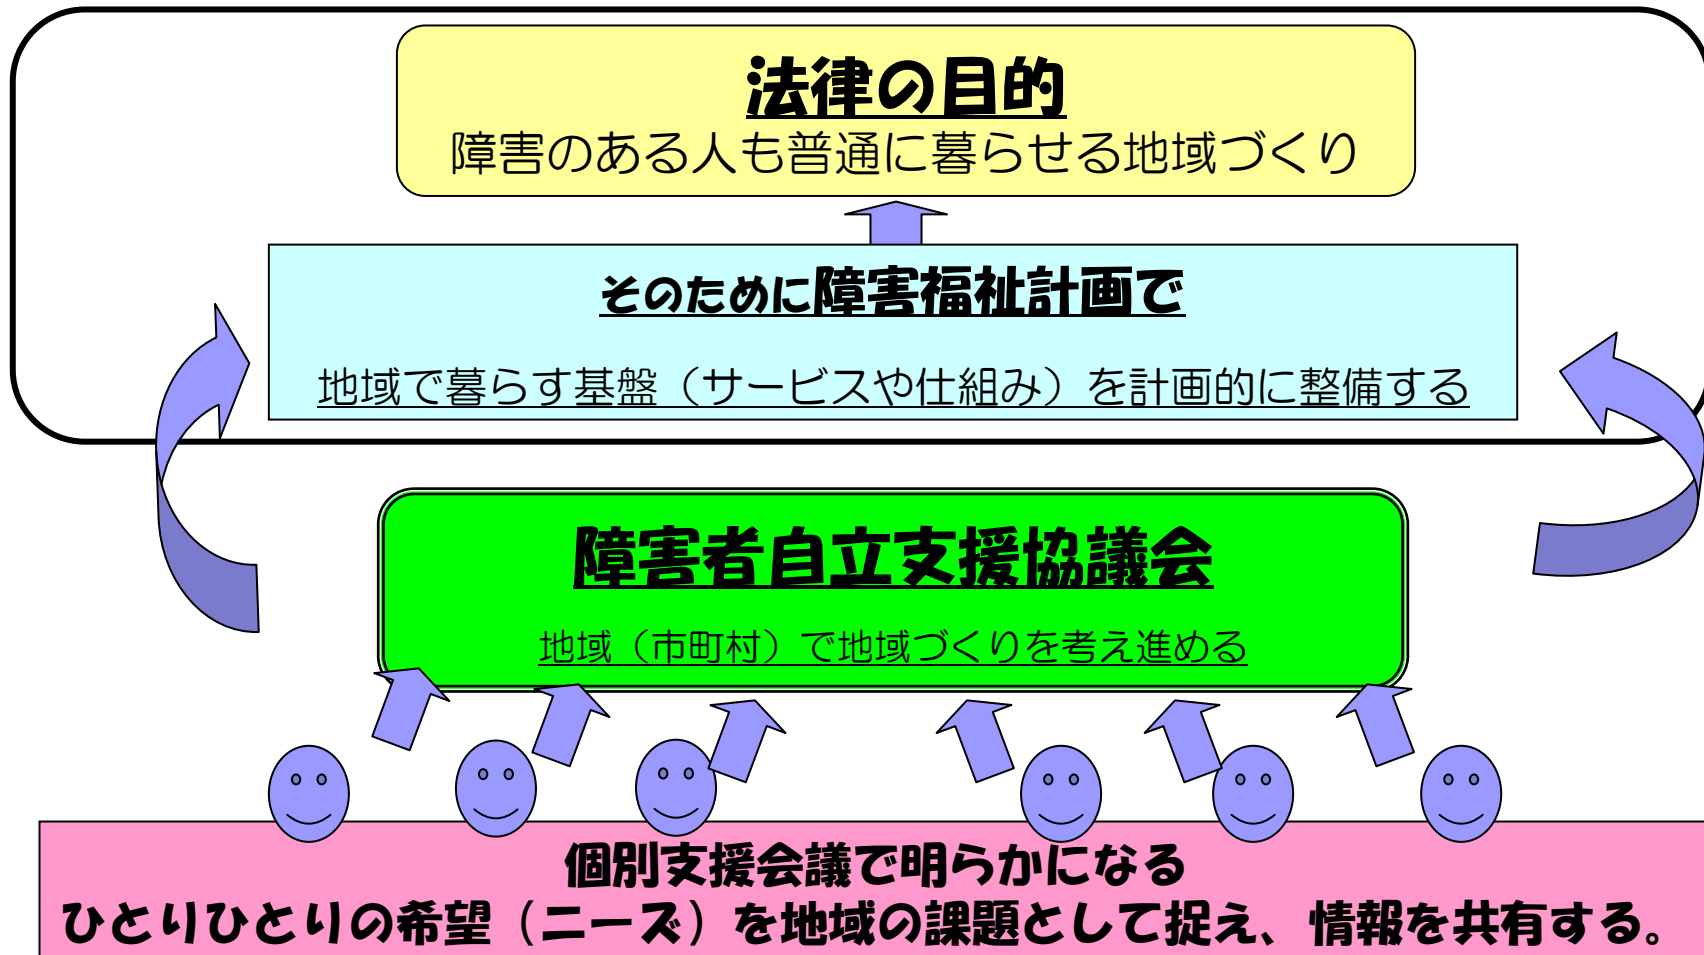 法律の目的
障害のある人も普通に暮らせる地域づくり
そのために障害福祉計画で
地域で暮らす基盤（サービスや仕組み）を計画的に整備する
障害者自立支援協議会
地域（市町村）で地域づくりを考え進める
個別支援会議で明らかになる
ひとりひとりの希望（ニーズ）を地域の課題として捉え、情報を共有する。